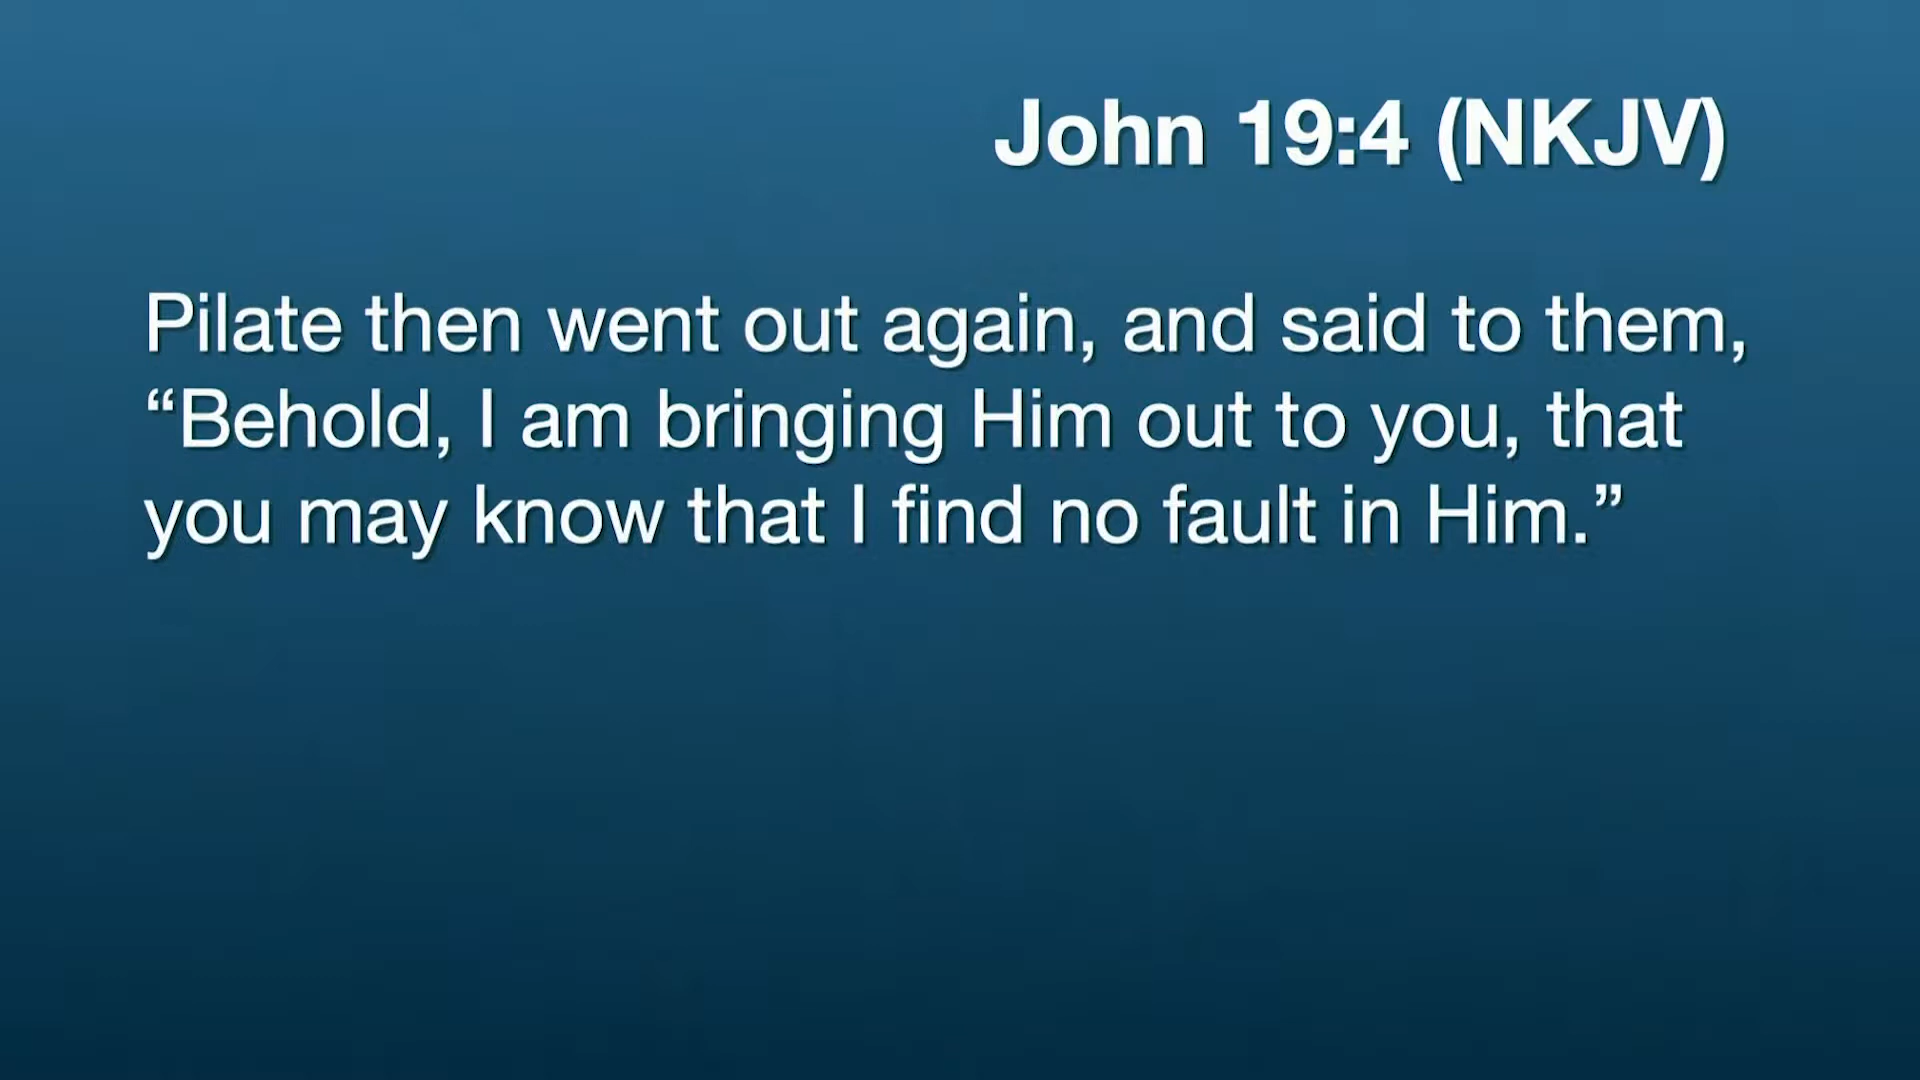 John 19:4 (NKJV)
Pilate then went out again, and said to them,
“Behold, I am bringing Him out to you, that
you may know that I find no fault in Him.”